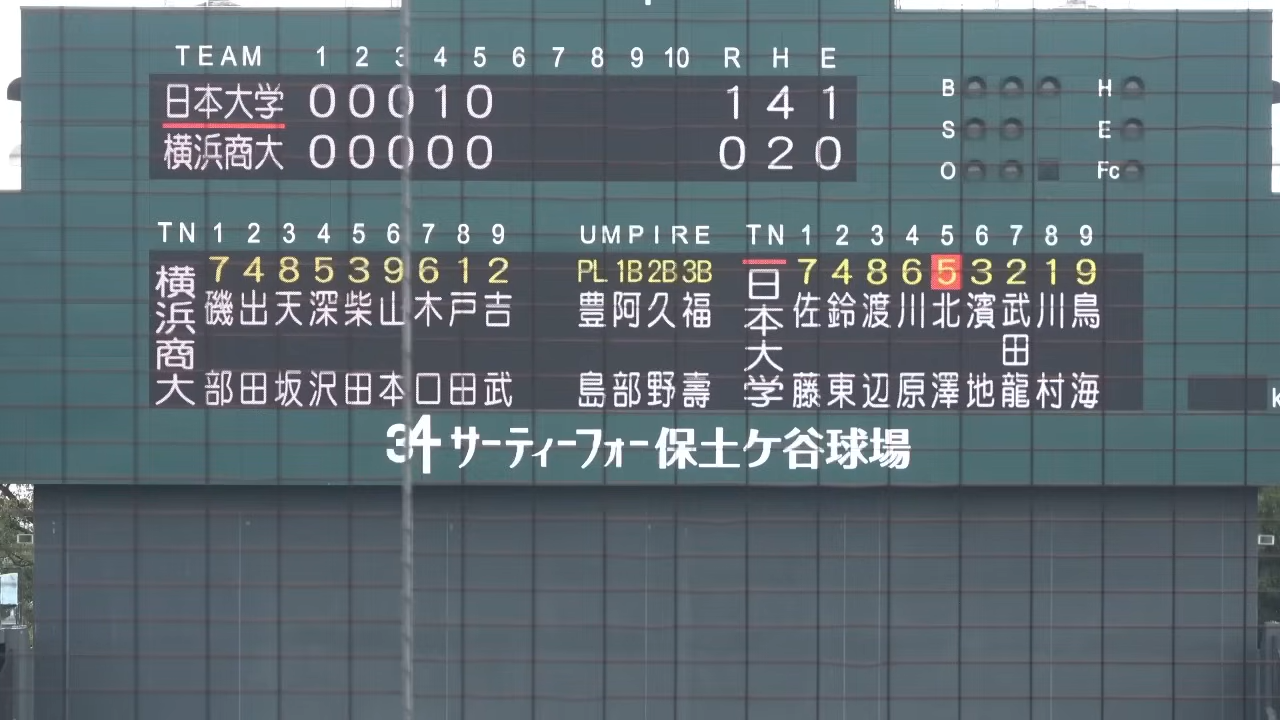 TEAM 1 2 3 4 5 6 7 8 9 10 R H E
日本大学 0 0 0 1 0 1 4 1
横浜商大 0 0 0 0 0 0 2 0
B H
S E
O Fc
TN 1 2 3 4 5 6 7 8 9
横浜商大 7 4 8 5 3 9 6 1 2
磯部 出田 天坂 深沢 柴田 山本 木口 戸田 吉武
UMPIRE
PL 1B 2B 3B
豊島 阿部 久野 福壽
TN 1 2 3 4 5 6 7 8 9
日本大学 7 4 8 6 5 3 2 1 9
佐藤 鈴東 渡辺 川原 北澤 濱地 武田龍 川村 鳥海
34 サーティーフォー 保土ケ谷球場